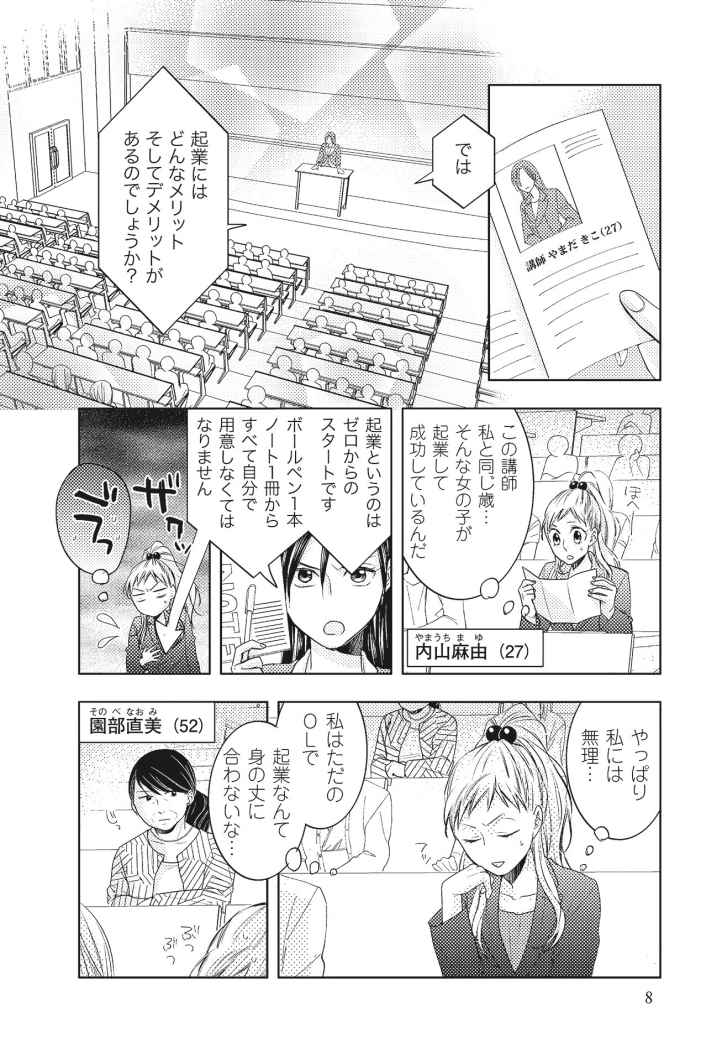 講師 やまだ きこ(27)
では
起業には
どんなメリット
そしてデメリットが
あるのでしょうか?
この講師
私と同じ歳…
そんな女の子が
起業して
成功しているんだ
ほへー
やまうち ま ゆ
内山麻由 (27)
起業というのは
ゼロからの
スタートです
ボールペン1本
ノート1冊から
すべて自分で
用意しなくては
なりません
NOTE
ザクッ
やっぱり
私には
無理…
私はただの
OLで
起業なんて
身の丈に
合わないな…
その べ なお み
園部直美 (52)
ぶつ
ぶつ
8